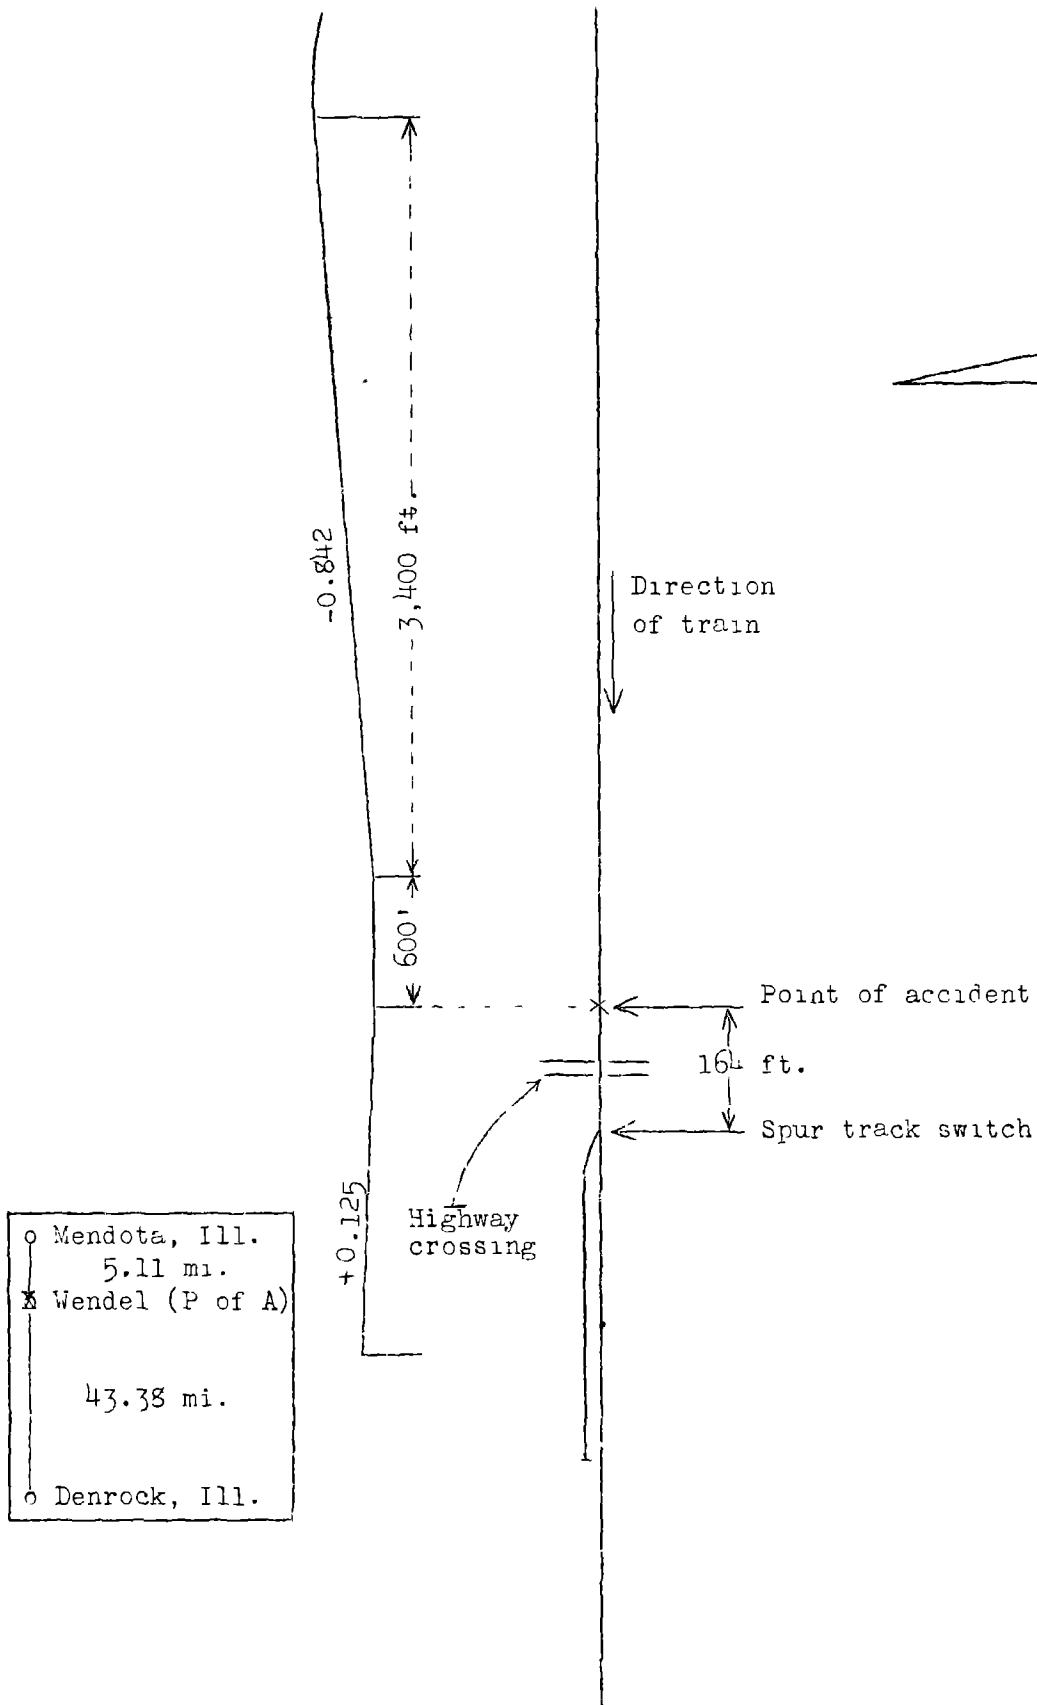 -0.842
3,400 ft.
Direction
of train
600'
Point of accident
164 ft.
Spur track switch
+0.125
Highway
crossing
Mendota, Ill.
5.11 mi.
Wendel (P of A)
43.38 mi.
Denrock, Ill.